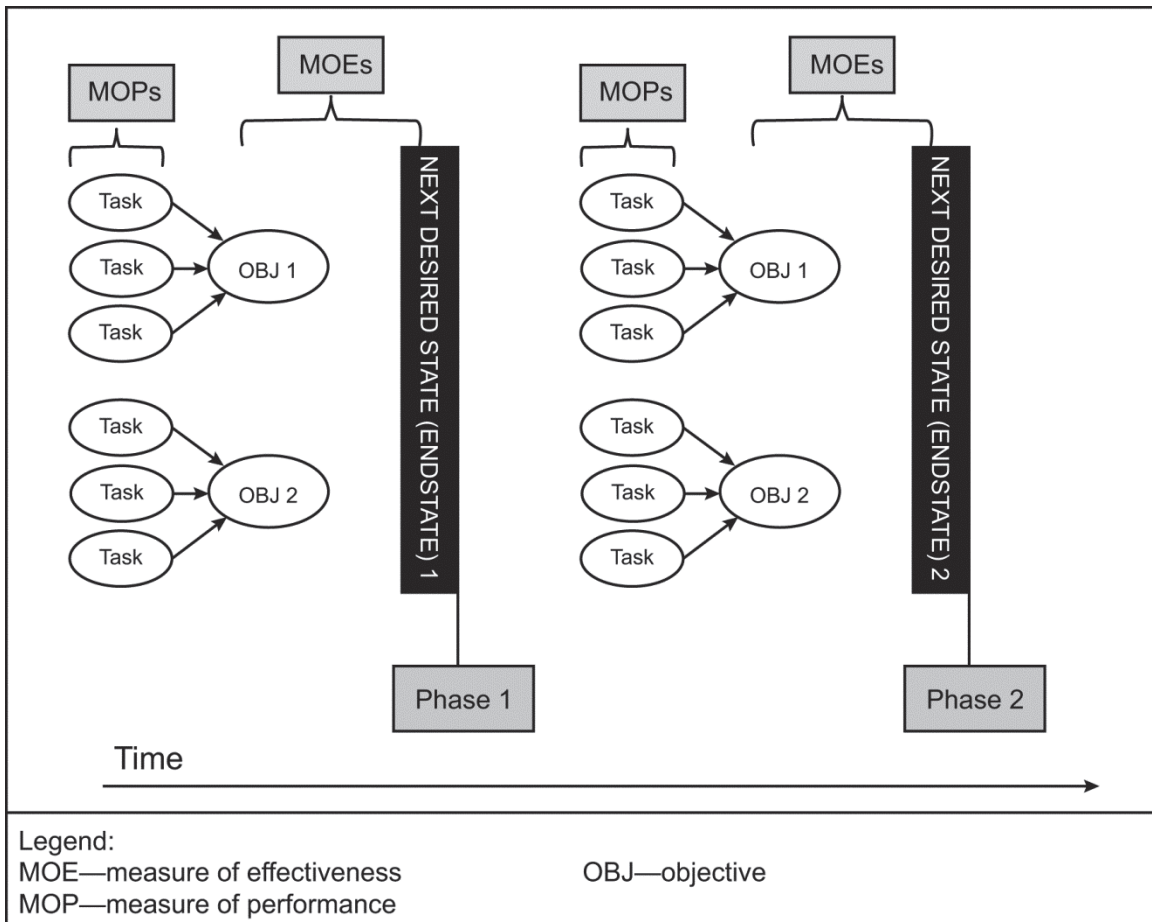 MOPs
MOEs
Task
Task
Task
OBJ 1
Task
Task
Task
OBJ 2
NEXT DESIRED STATE (ENDSTATE) 1
Phase 1
MOPs
MOEs
Task
Task
Task
OBJ 1
Task
Task
Task
OBJ 2
NEXT DESIRED STATE (ENDSTATE) 2
Phase 2
Time
Legend:
MOE—measure of effectiveness
OBJ—objective
MOP—measure of performance